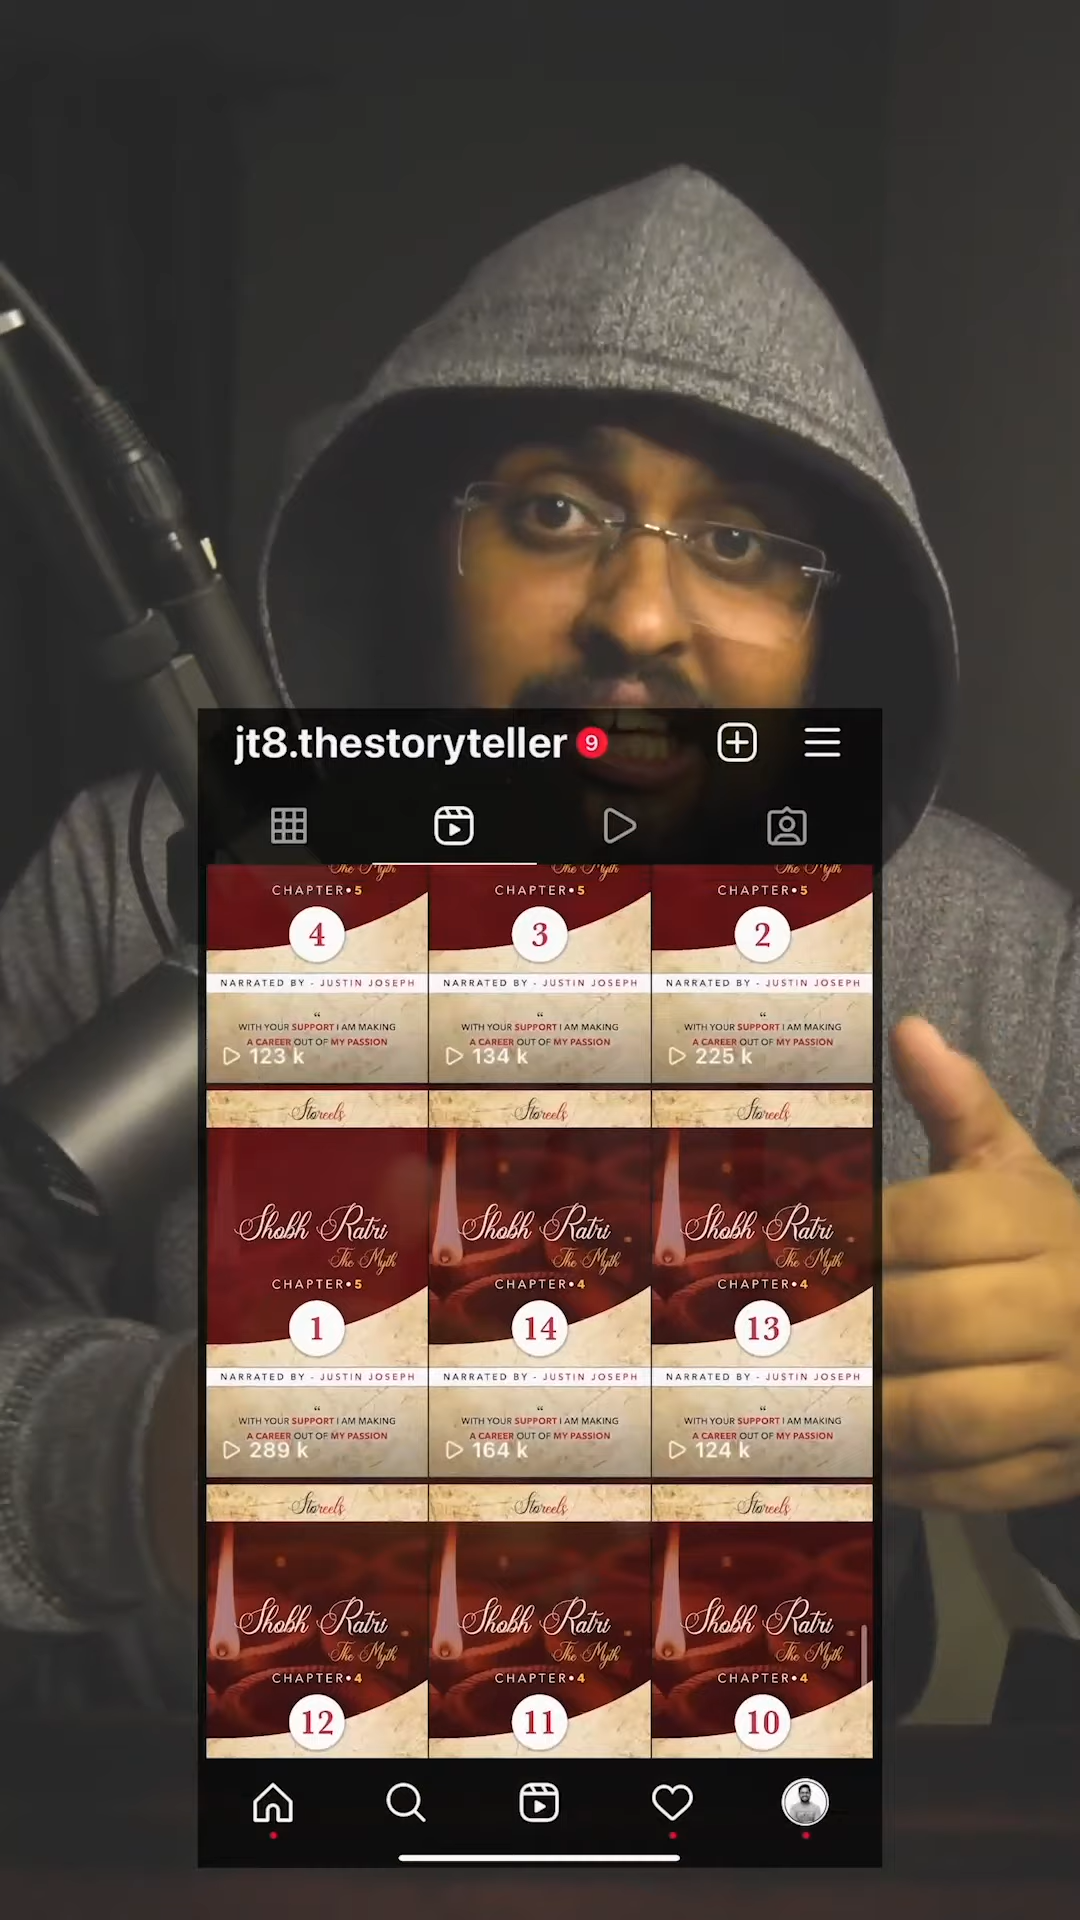 jt8.thestoryteller 9
The Myth The Myth The Myth
CHAPTER•5 CHAPTER•5 CHAPTER•5
4 3 2
NARRATED BY - JUSTIN JOSEPH NARRATED BY - JUSTIN JOSEPH NARRATED BY - JUSTIN JOSEPH
“ “ “
WITH YOUR SUPPORT I AM MAKING WITH YOUR SUPPORT I AM MAKING WITH YOUR SUPPORT I AM MAKING
A CAREER OUT OF MY PASSION A CAREER OUT OF MY PASSION A CAREER OUT OF MY PASSION
123 k 134 k 225 k
Storeels Storeels Storeels
Shobh Ratri Shobh Ratri Shobh Ratri
The Myth The Myth The Myth
CHAPTER•5 CHAPTER•4 CHAPTER•4
1 14 13
NARRATED BY - JUSTIN JOSEPH NARRATED BY - JUSTIN JOSEPH NARRATED BY - JUSTIN JOSEPH
“ “ “
WITH YOUR SUPPORT I AM MAKING WITH YOUR SUPPORT I AM MAKING WITH YOUR SUPPORT I AM MAKING
A CAREER OUT OF MY PASSION A CAREER OUT OF MY PASSION A CAREER OUT OF MY PASSION
289 k 164 k 124 k
Storeels Storeels Storeels
Shobh Ratri Shobh Ratri Shobh Ratri
The Myth The Myth The Myth
CHAPTER•4 CHAPTER•4 CHAPTER•4
12 11 10